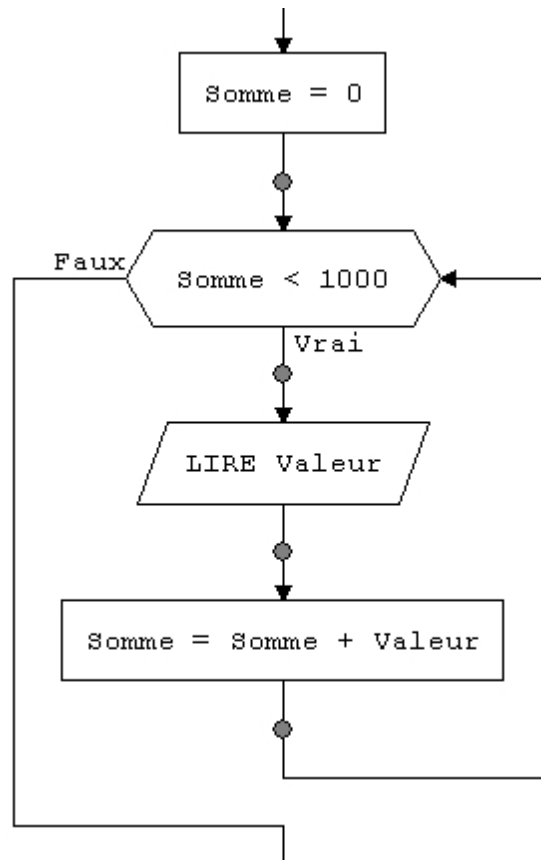 Somme = 0
Faux
Somme < 1000
Vrai
LIRE Valeur
Somme = Somme + Valeur